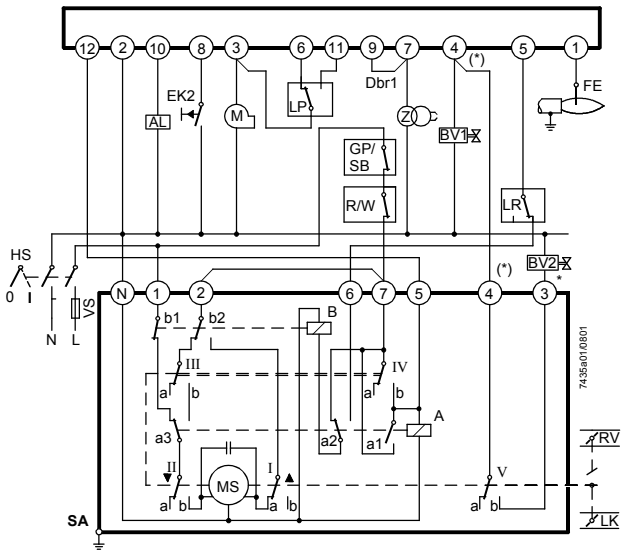 12 2 10 8 3 6 11 9 7 4 (*) 5 1
Dbr1
EK2
FE
LP
AL
M
Z
BV1
GP/
SB
R/W
LR
HS
0 I
VS
N L
BV2
(*)
*
N 1 2 6 7 5 4 3
b1 b2 B
III IV
a b a b
A
a3 a2 a1
II I V
MS
a b a b a b
RV
LK
SA
7435a01/0801